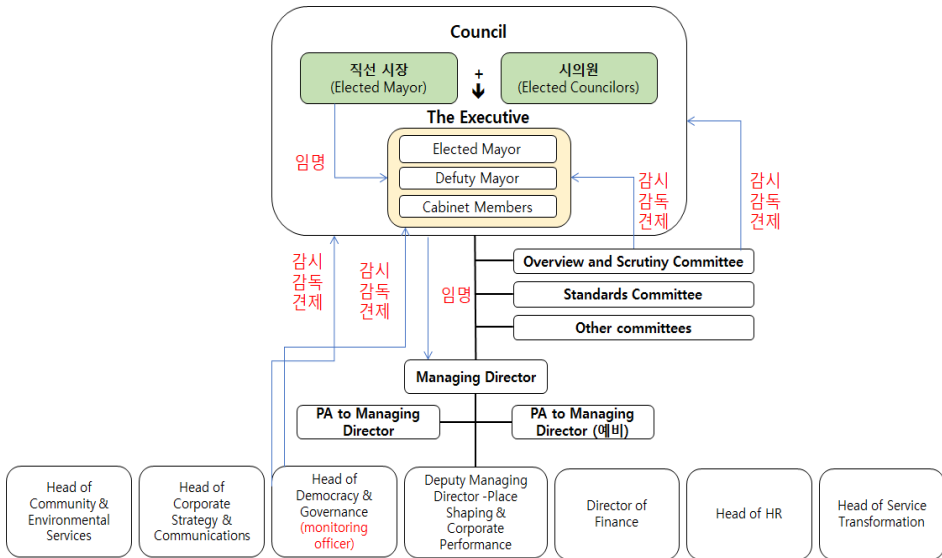 Council
직선 시장
(Elected Mayor)
+
시의원
(Elected Councilors)
The Executive
Elected Mayor
Defuty Mayor
Cabinet Members
임명
감시
감독
견제
감시
감독
견제
감시
감독
견제
감시
감독
견제
임명
Overview and Scrutiny Committee
Standards Committee
Other committees
Managing Director
PA to Managing
Director
PA to Managing
Director (예비)
Head of
Community &
Environmental
Services
Head of
Corporate
Strategy &
Communications
Head of
Democracy &
Governance
(monitoring
officer)
Deputy Managing
Director -Place
Shaping &
Corporate
Performance
Director of
Finance
Head of HR
Head of Service
Transformation